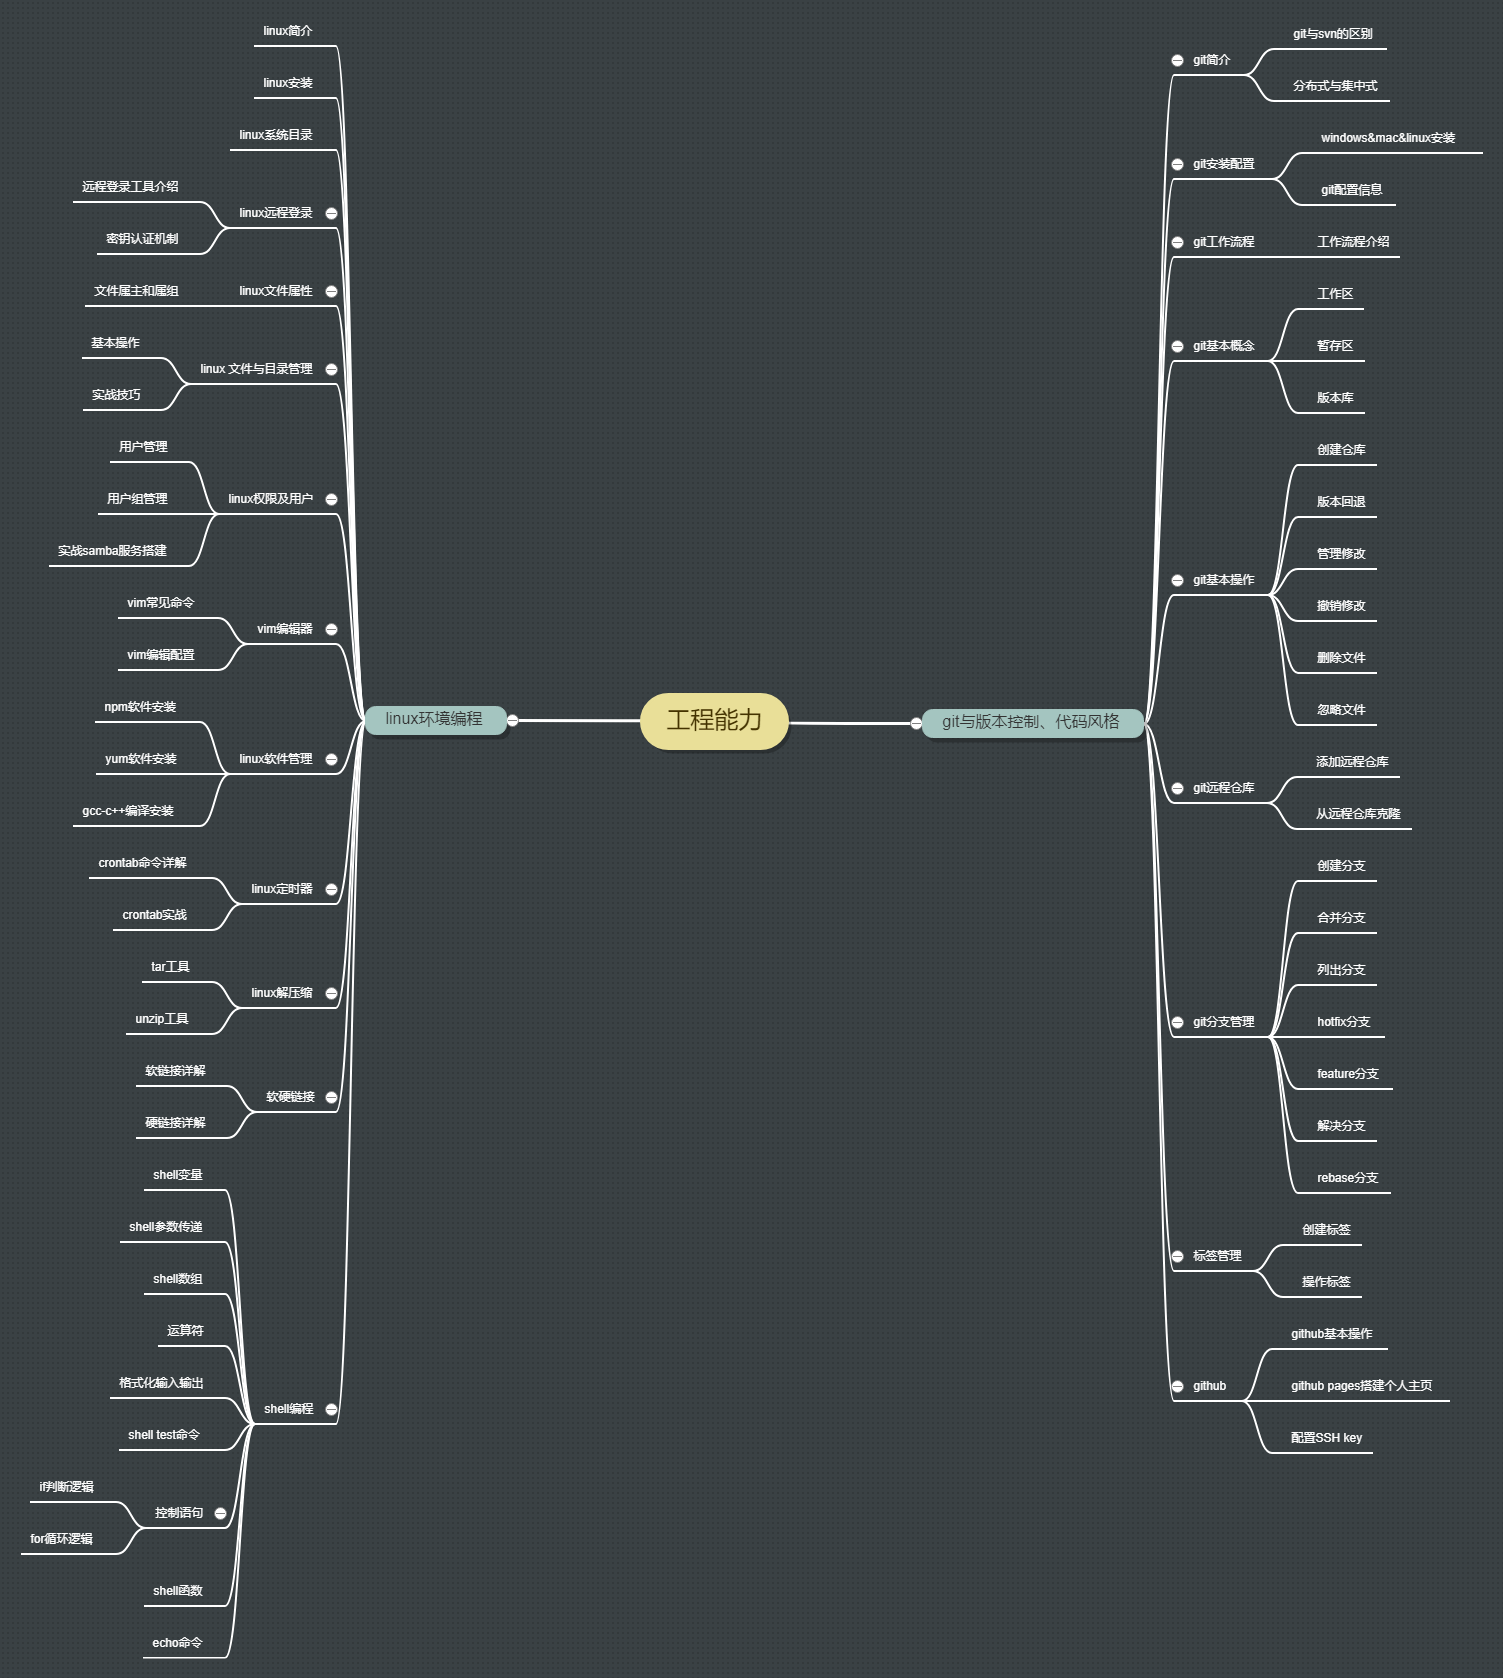 工程能力
linux环境编程
linux简介
linux安装
linux系统目录
linux远程登录
远程登录工具介绍
密钥认证机制
linux文件属性
文件属主和属组
linux 文件与目录管理
基本操作
实战技巧
linux权限及用户
用户管理
用户组管理
实战samba服务搭建
vim编辑器
vim常见命令
vim编辑配置
linux软件管理
npm软件安装
yum软件安装
gcc-c++编译安装
linux定时器
crontab命令详解
crontab实战
linux解压缩
tar工具
unzip工具
软硬链接
软链接详解
硬链接详解
shell编程
shell变量
shell参数传递
shell数组
运算符
格式化输入输出
shell test命令
控制语句
if判断逻辑
for循环逻辑
shell函数
echo命令
git与版本控制、代码风格
git简介
git与svn的区别
分布式与集中式
git安装配置
windows&mac&linux安装
git配置信息
git工作流程
工作流程介绍
git基本概念
工作区
暂存区
版本库
git基本操作
创建仓库
版本回退
管理修改
撤销修改
删除文件
忽略文件
git远程仓库
添加远程仓库
从远程仓库克隆
git分支管理
创建分支
合并分支
列出分支
hotfix分支
feature分支
解决分支
rebase分支
标签管理
创建标签
操作标签
github
github基本操作
github pages搭建个人主页
配置SSH key